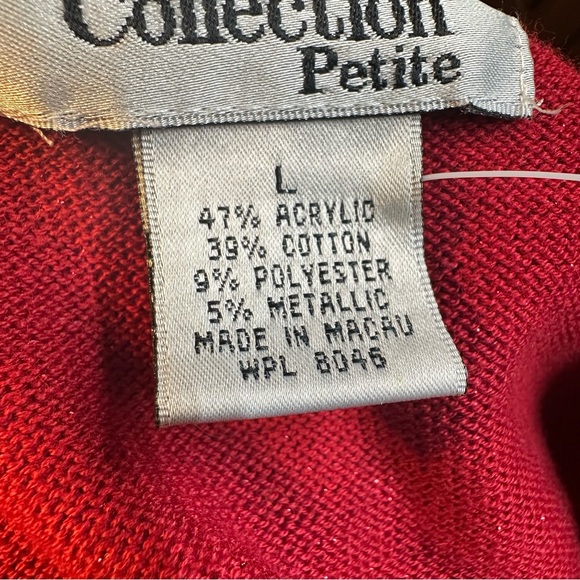 Collection
Petite
L
47% ACRYLIC
39% COTTON
9% POLYESTER
5% METALLIC
MADE IN MACAU
WPL 8046